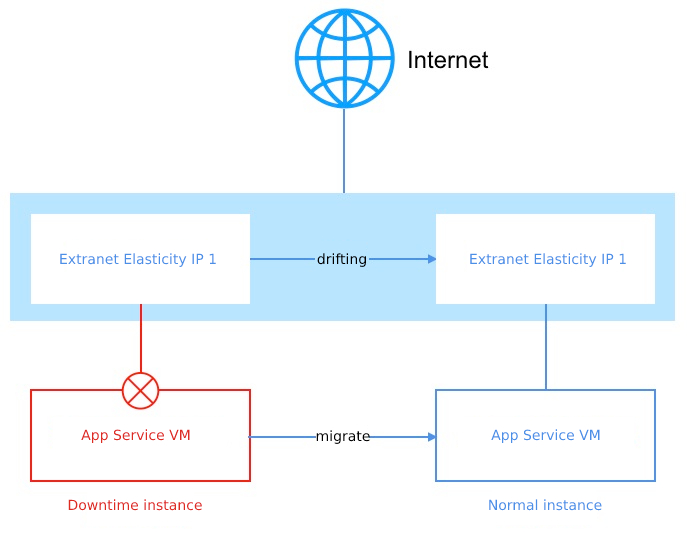 Internet
Extranet Elasticity IP 1
drifting
Extranet Elasticity IP 1
App Service VM
migrate
App Service VM
Downtime instance
Normal instance